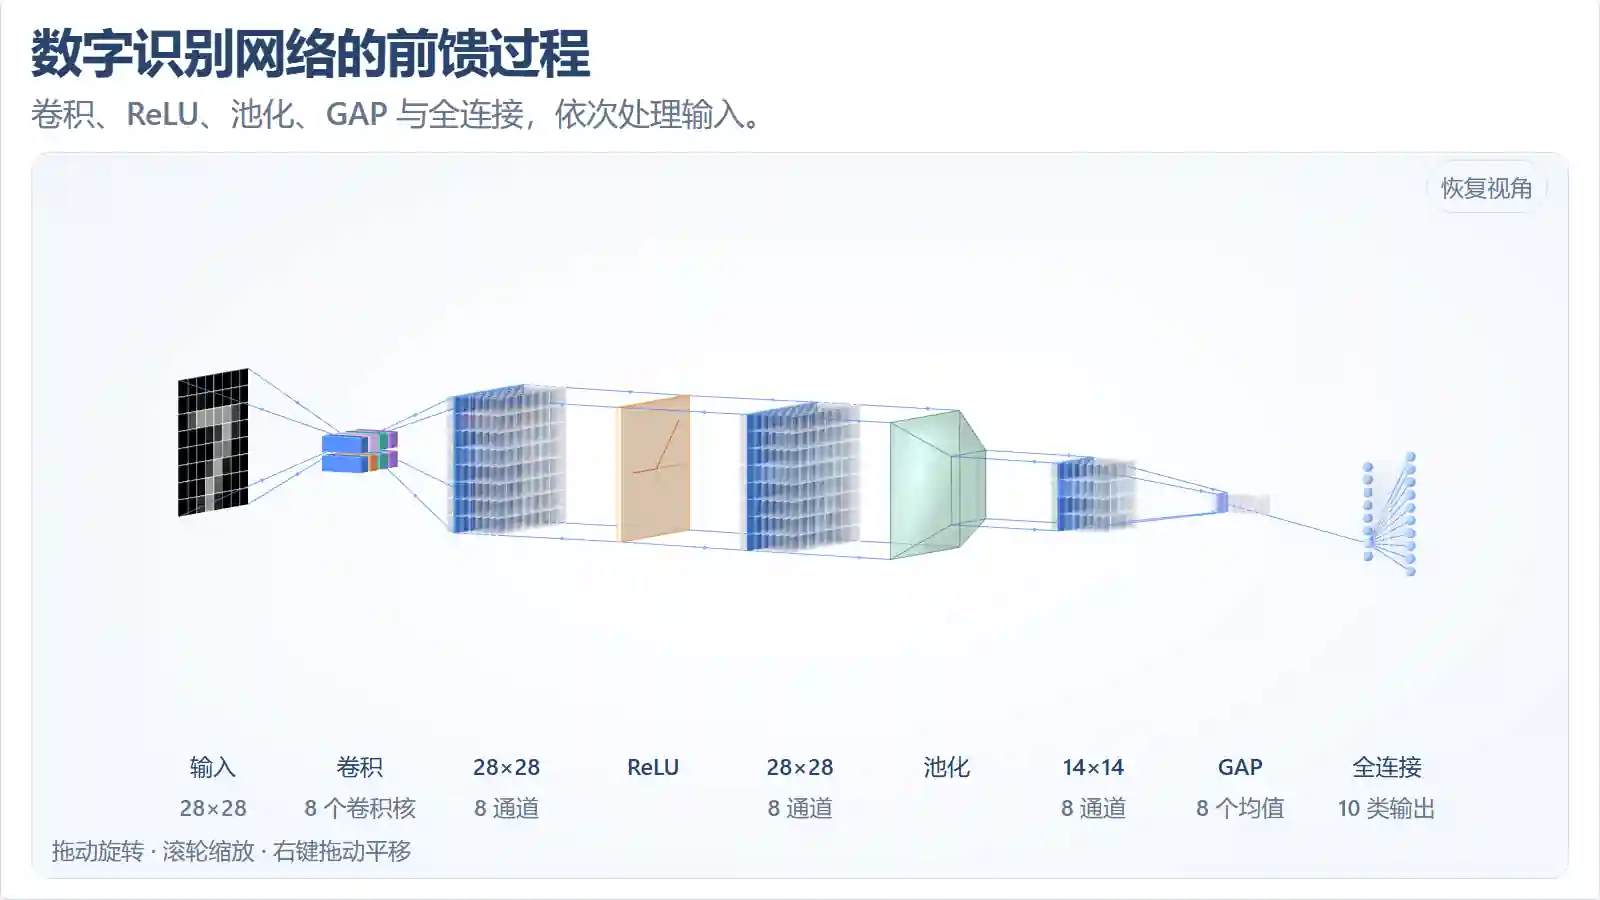 数字识别网络的前馈过程
卷积、ReLU、池化、GAP 与全连接，依次处理输入。
恢复视角
输入 卷积 28×28 ReLU 28×28 池化 14×14 GAP 全连接
28×28 8 个卷积核 8 通道 8 通道 8 通道 8 个均值 10 类输出
拖动旋转 · 滚轮缩放 · 右键拖动平移